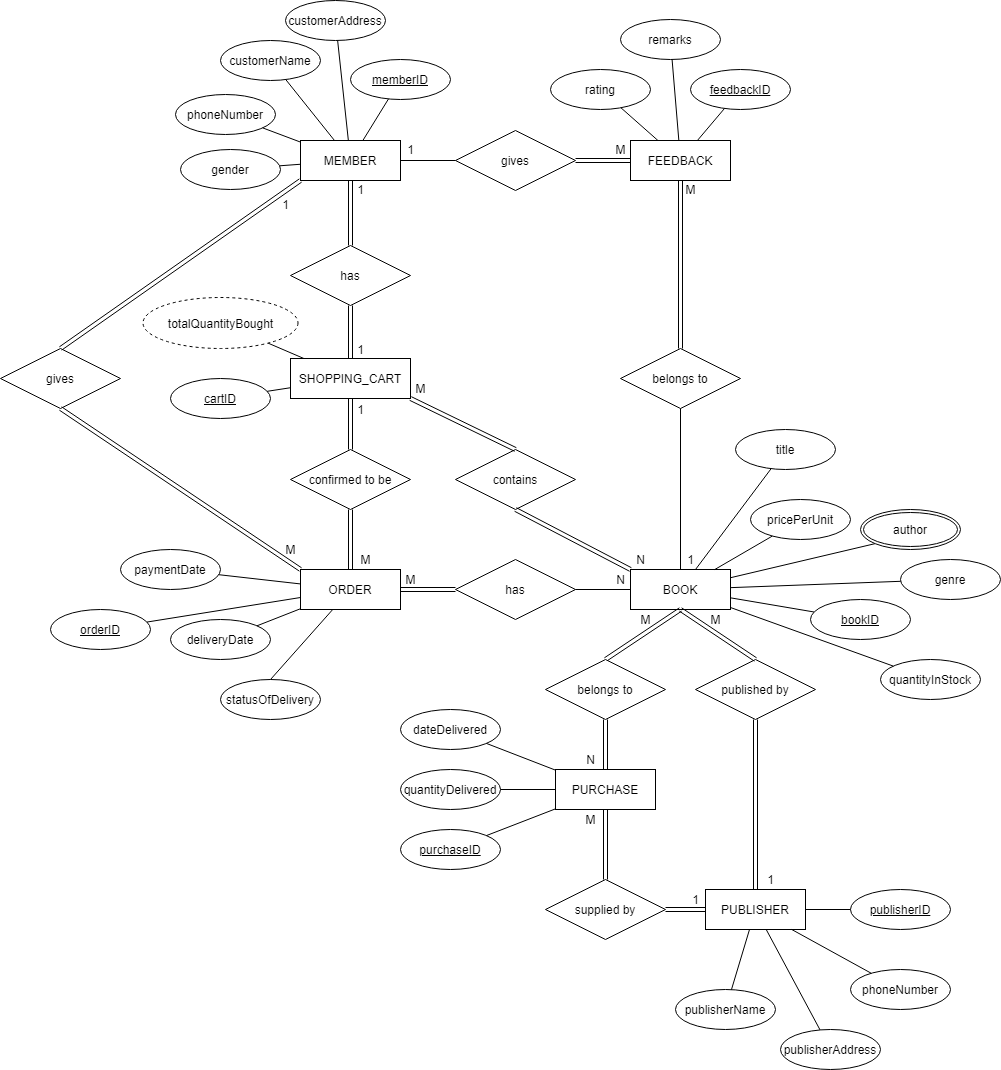 customerAddress
remarks
customerName
memberID
rating
feedbackID
phoneNumber
MEMBER
1
gives
M
FEEDBACK
gender
1
1
M
has
totalQuantityBought
1
gives
SHOPPING_CART
belongs to
M
cartID
1
title
confirmed to be
contains
pricePerUnit
author
M
M
N
1
paymentDate
M
N
genre
ORDER
has
BOOK
orderID
M
M
bookID
deliveryDate
quantityInStock
belongs to
published by
statusOfDelivery
dateDelivered
N
quantityDelivered
PURCHASE
M
purchaseID
1
1
supplied by
PUBLISHER
publisherID
phoneNumber
publisherName
publisherAddress